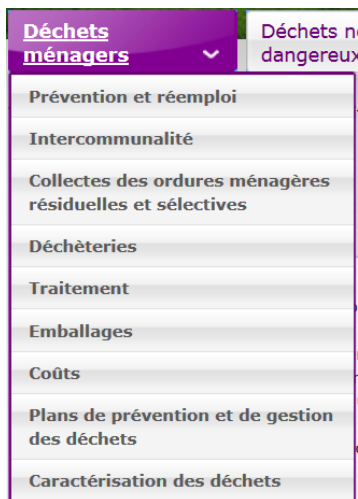 Déchets
ménagers
Déchets
dangereux
Prévention et réemploi
Intercommunalité
Collectes des ordures ménagères
résiduelles et sélectives
Déchèteries
Traitement
Emballages
Coûts
Plans de prévention et de gestion
des déchets
Caractérisation des déchets